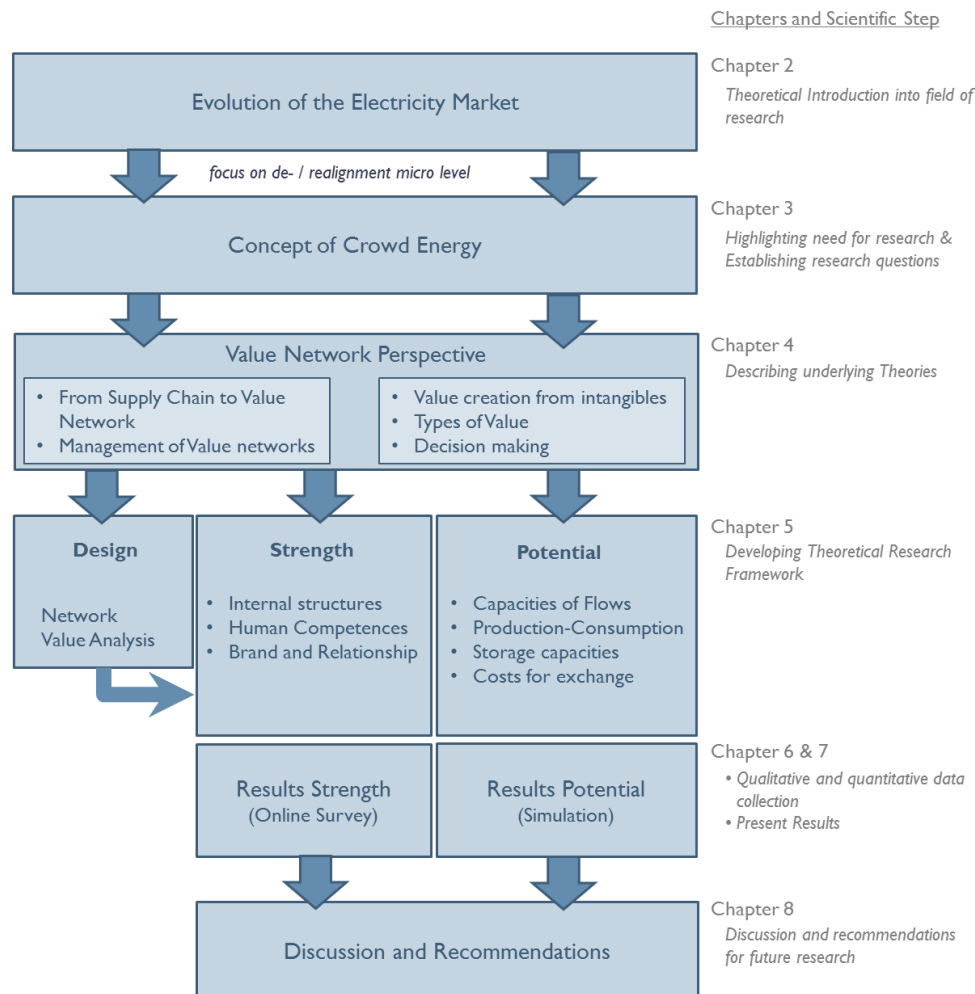 Chapters and Scientific Step
Evolution of the Electricity Market
Chapter 2
Theoretical Introduction into field of
research
focus on de- / realignment micro level
Concept of Crowd Energy
Chapter 3
Highlighting need for research &
Establishing research questions
Value Network Perspective
• From Supply Chain to Value
Network
• Management of Value networks
• Value creation from intangibles
• Types of Value
• Decision making
Chapter 4
Describing underlying Theories
Design
Network
Value Analysis
Strength
• Internal structures
• Human Competences
• Brand and Relationship
Potential
• Capacities of Flows
• Production-Consumption
• Storage capacities
• Costs for exchange
Chapter 5
Developing Theoretical Research
Framework
Results Strength
(Online Survey)
Results Potential
(Simulation)
Chapter 6 & 7
• Qualitative and quantitative data
collection
• Present Results
Discussion and Recommendations
Chapter 8
Discussion and recommendations
for future research